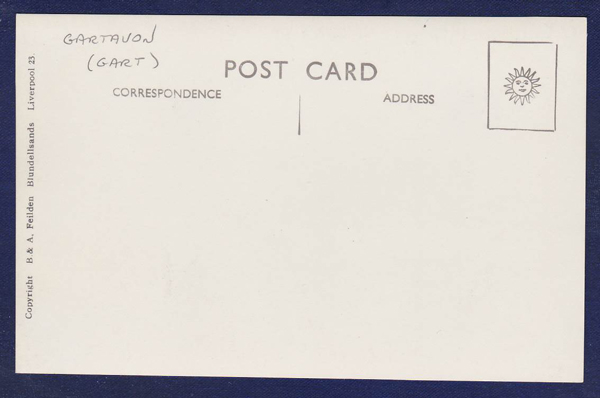 GARTAVON
(GART)
POST CARD
CORRESPONDENCE
ADDRESS
Copyright B & A. Feilden Blundellsands Liverpool 23